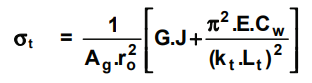 σt = 1 / Ag.ro² [ G.J + π².E.Cw / (kt.Lt)² ]